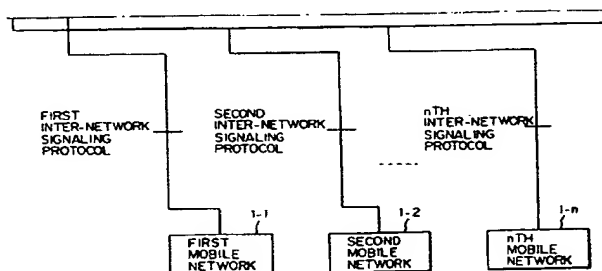 FIRST
INTER-NETWORK
SIGNALING
PROTOCOL
SECOND
INTER-NETWORK
SIGNALING
PROTOCOL
nTH
INTER-NETWORK
SIGNALING
PROTOCOL
1-1
FIRST
MOBILE
NETWORK
1-2
SECOND
MOBILE
NETWORK
1-n
nTH
MOBILE
NETWORK